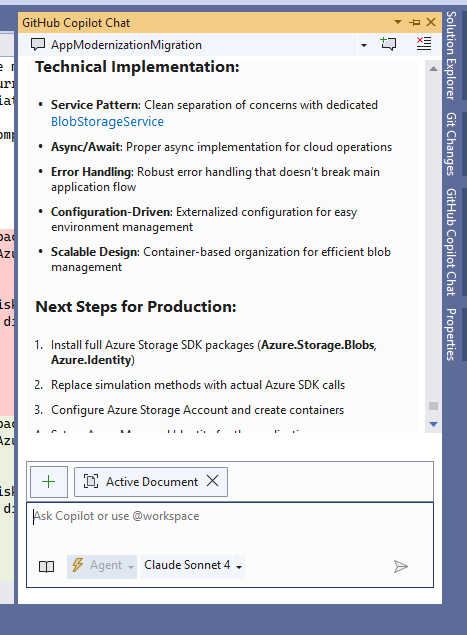 GitHub Copilot Chat
AppModernizationMigration
Technical Implementation:
• Service Pattern: Clean separation of concerns with dedicated
BlobStorageService
• Async/Await: Proper async implementation for cloud operations
• Error Handling: Robust error handling that doesn't break main
application flow
• Configuration-Driven: Externalized configuration for easy
environment management
• Scalable Design: Container-based organization for efficient blob
management
Next Steps for Production:
1. Install full Azure Storage SDK packages (Azure.Storage.Blobs,
Azure.Identity)
2. Replace simulation methods with actual Azure SDK calls
3. Configure Azure Storage Account and create containers
Active Document
Ask Copilot or use @workspace
Agent
Claude Sonnet 4
Solution Explorer
Git Changes
GitHub Copilot Chat
Properties